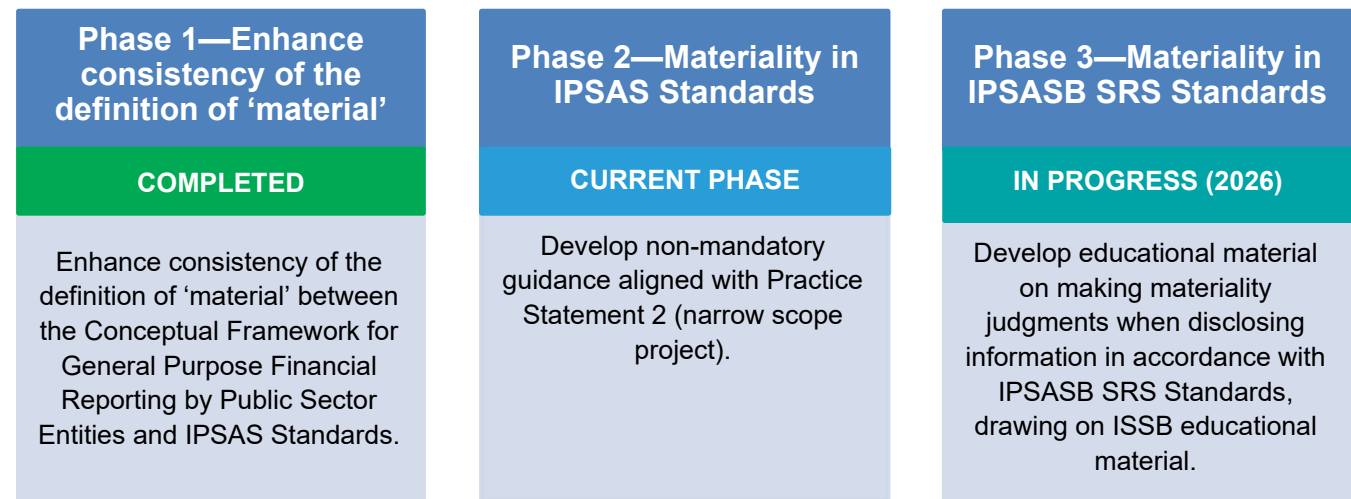 Phase 1—Enhance
consistency of the
definition of ‘material’
COMPLETED
Enhance consistency of the
definition of ‘material’ between
the Conceptual Framework for
General Purpose Financial
Reporting by Public Sector
Entities and IPSAS Standards.
Phase 2—Materiality in
IPSAS Standards
CURRENT PHASE
Develop non-mandatory
guidance aligned with Practice
Statement 2 (narrow scope
project).
Phase 3—Materiality in
IPSASB SRS Standards
IN PROGRESS (2026)
Develop educational material
on making materiality
judgments when disclosing
information in accordance with
IPSASB SRS Standards,
drawing on ISSB educational
material.